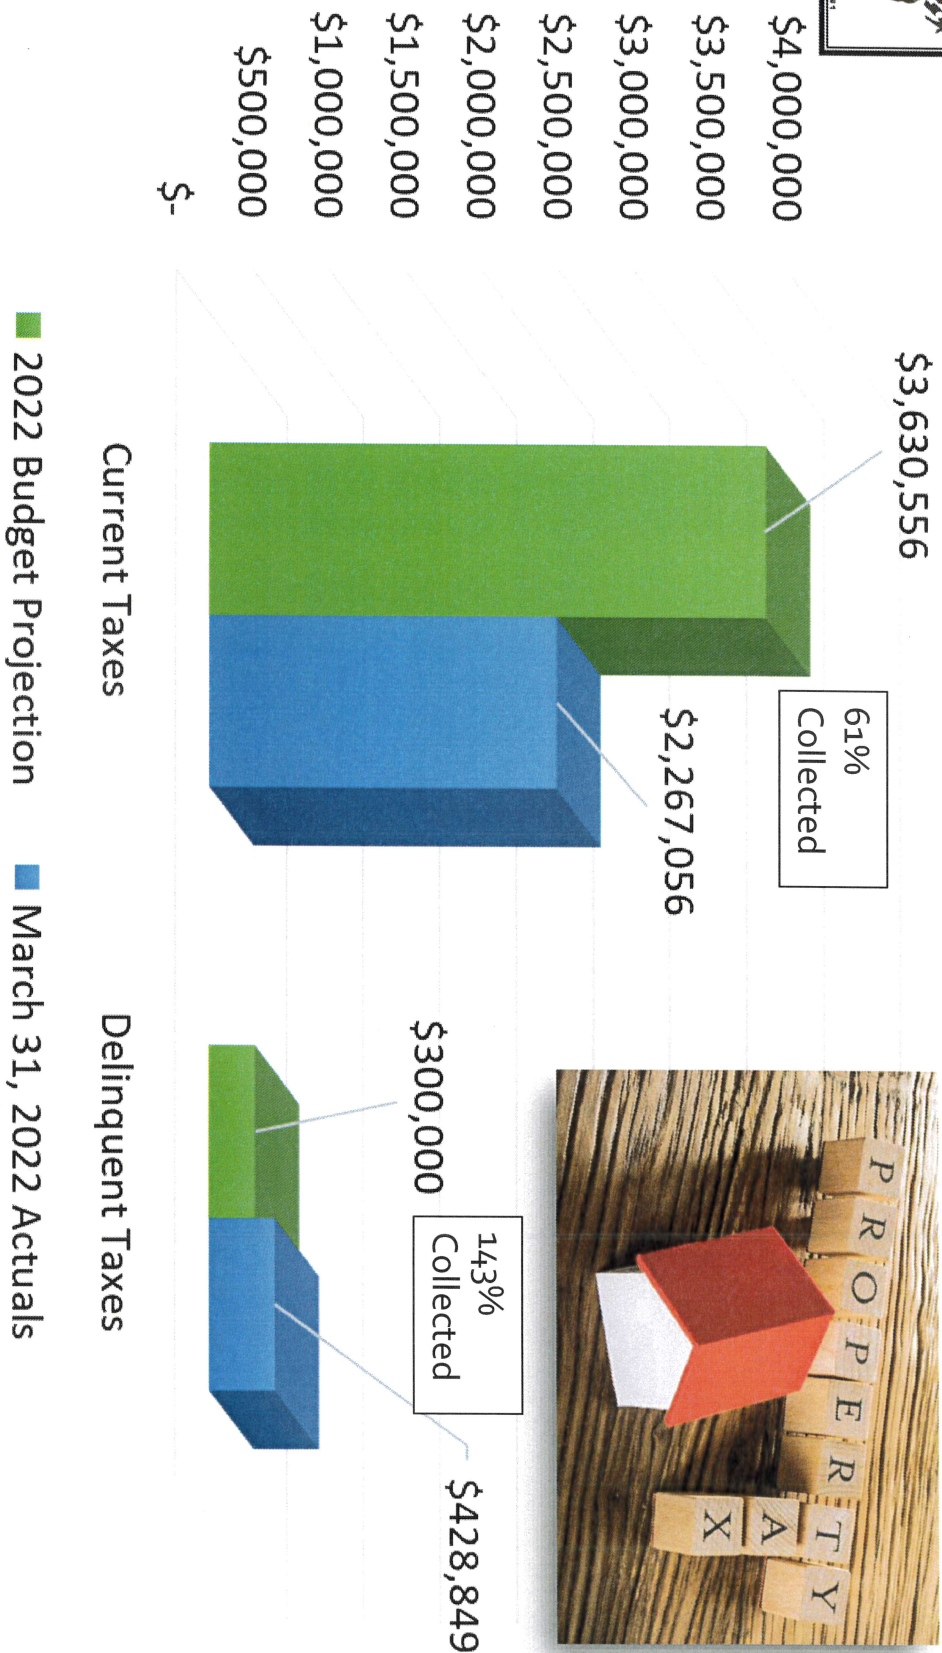 $3,630,556
$4,000,000
$3,500,000
$3,000,000
$2,500,000
$2,000,000
$1,500,000
$1,000,000
$500,000
$-
61%
Collected
$2,267,056
PROPERTY
TAX
143%
Collected
$300,000
$428,849
Current Taxes
Delinquent Taxes
2022 Budget Projection
March 31, 2022 Actuals